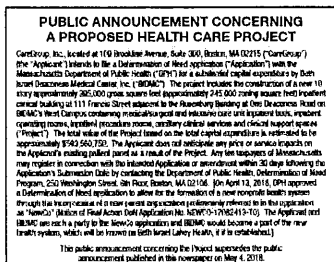 PUBLIC ANNOUNCEMENT CONCERNING
A PROPOSED HEALTH CARE PROJECT
CareGroup, Inc., located at 109 Brookline Avenue, Suite 300, Boston, MA 02215 ("CareGroup")
(the "Applicant") intends to file a Determination of Need application ("Application") with the
Massachusetts Department of Public Health ("DPH") for a substantial capital expenditure by Beth
Israel Deaconess Medical Center, Inc. ("BIDMC"). The project includes the construction of a new 10
story approximately 325,000 gross square feet (approximately 245,000 zoning square feet) inpatient
clinical building at 111 Francis Street adjacent to the Rosenberg Building at One Deaconess Road on
BIDMC's West Campus containing medical/surgical and intensive care unit inpatient beds, inpatient
operating rooms, inpatient procedure rooms, ancillary clinical services and clinical support spaces
("Project"). The total value of the Project based on the total capital expenditure is estimated to be
approximately The Applicant does not anticipate any price or service impacts on
the Applicant's existing patient panel as a result of the Project. Any ten taxpayers of Massachusetts
may register in connection with the intended Application or amendment within 30 days following the
Application's Submission Date by contacting the Department of Public Health, Determination of Need
Program, 250 Washington Street, 6th Floor, Boston, MA 02108. [On April 13, 2018, DPH approved
a Determination of Need application to allow for the formation of a new nonprofit health system
through the incorporation of a new parent organization preliminarily referred to in the application
as "NewCo" (Notice of Final Action DoN Application No. NEWCO-17082413-TO). The Applicant and
BIDMC are each a party to the NewCo application and BIDMC would become a part of the new
health system, which will be known as Beth Israel Lahey Health, if it is established.]
This public announcement concerning the Project supersedes the public
announcement published in this newspaper on May 4, 2018.